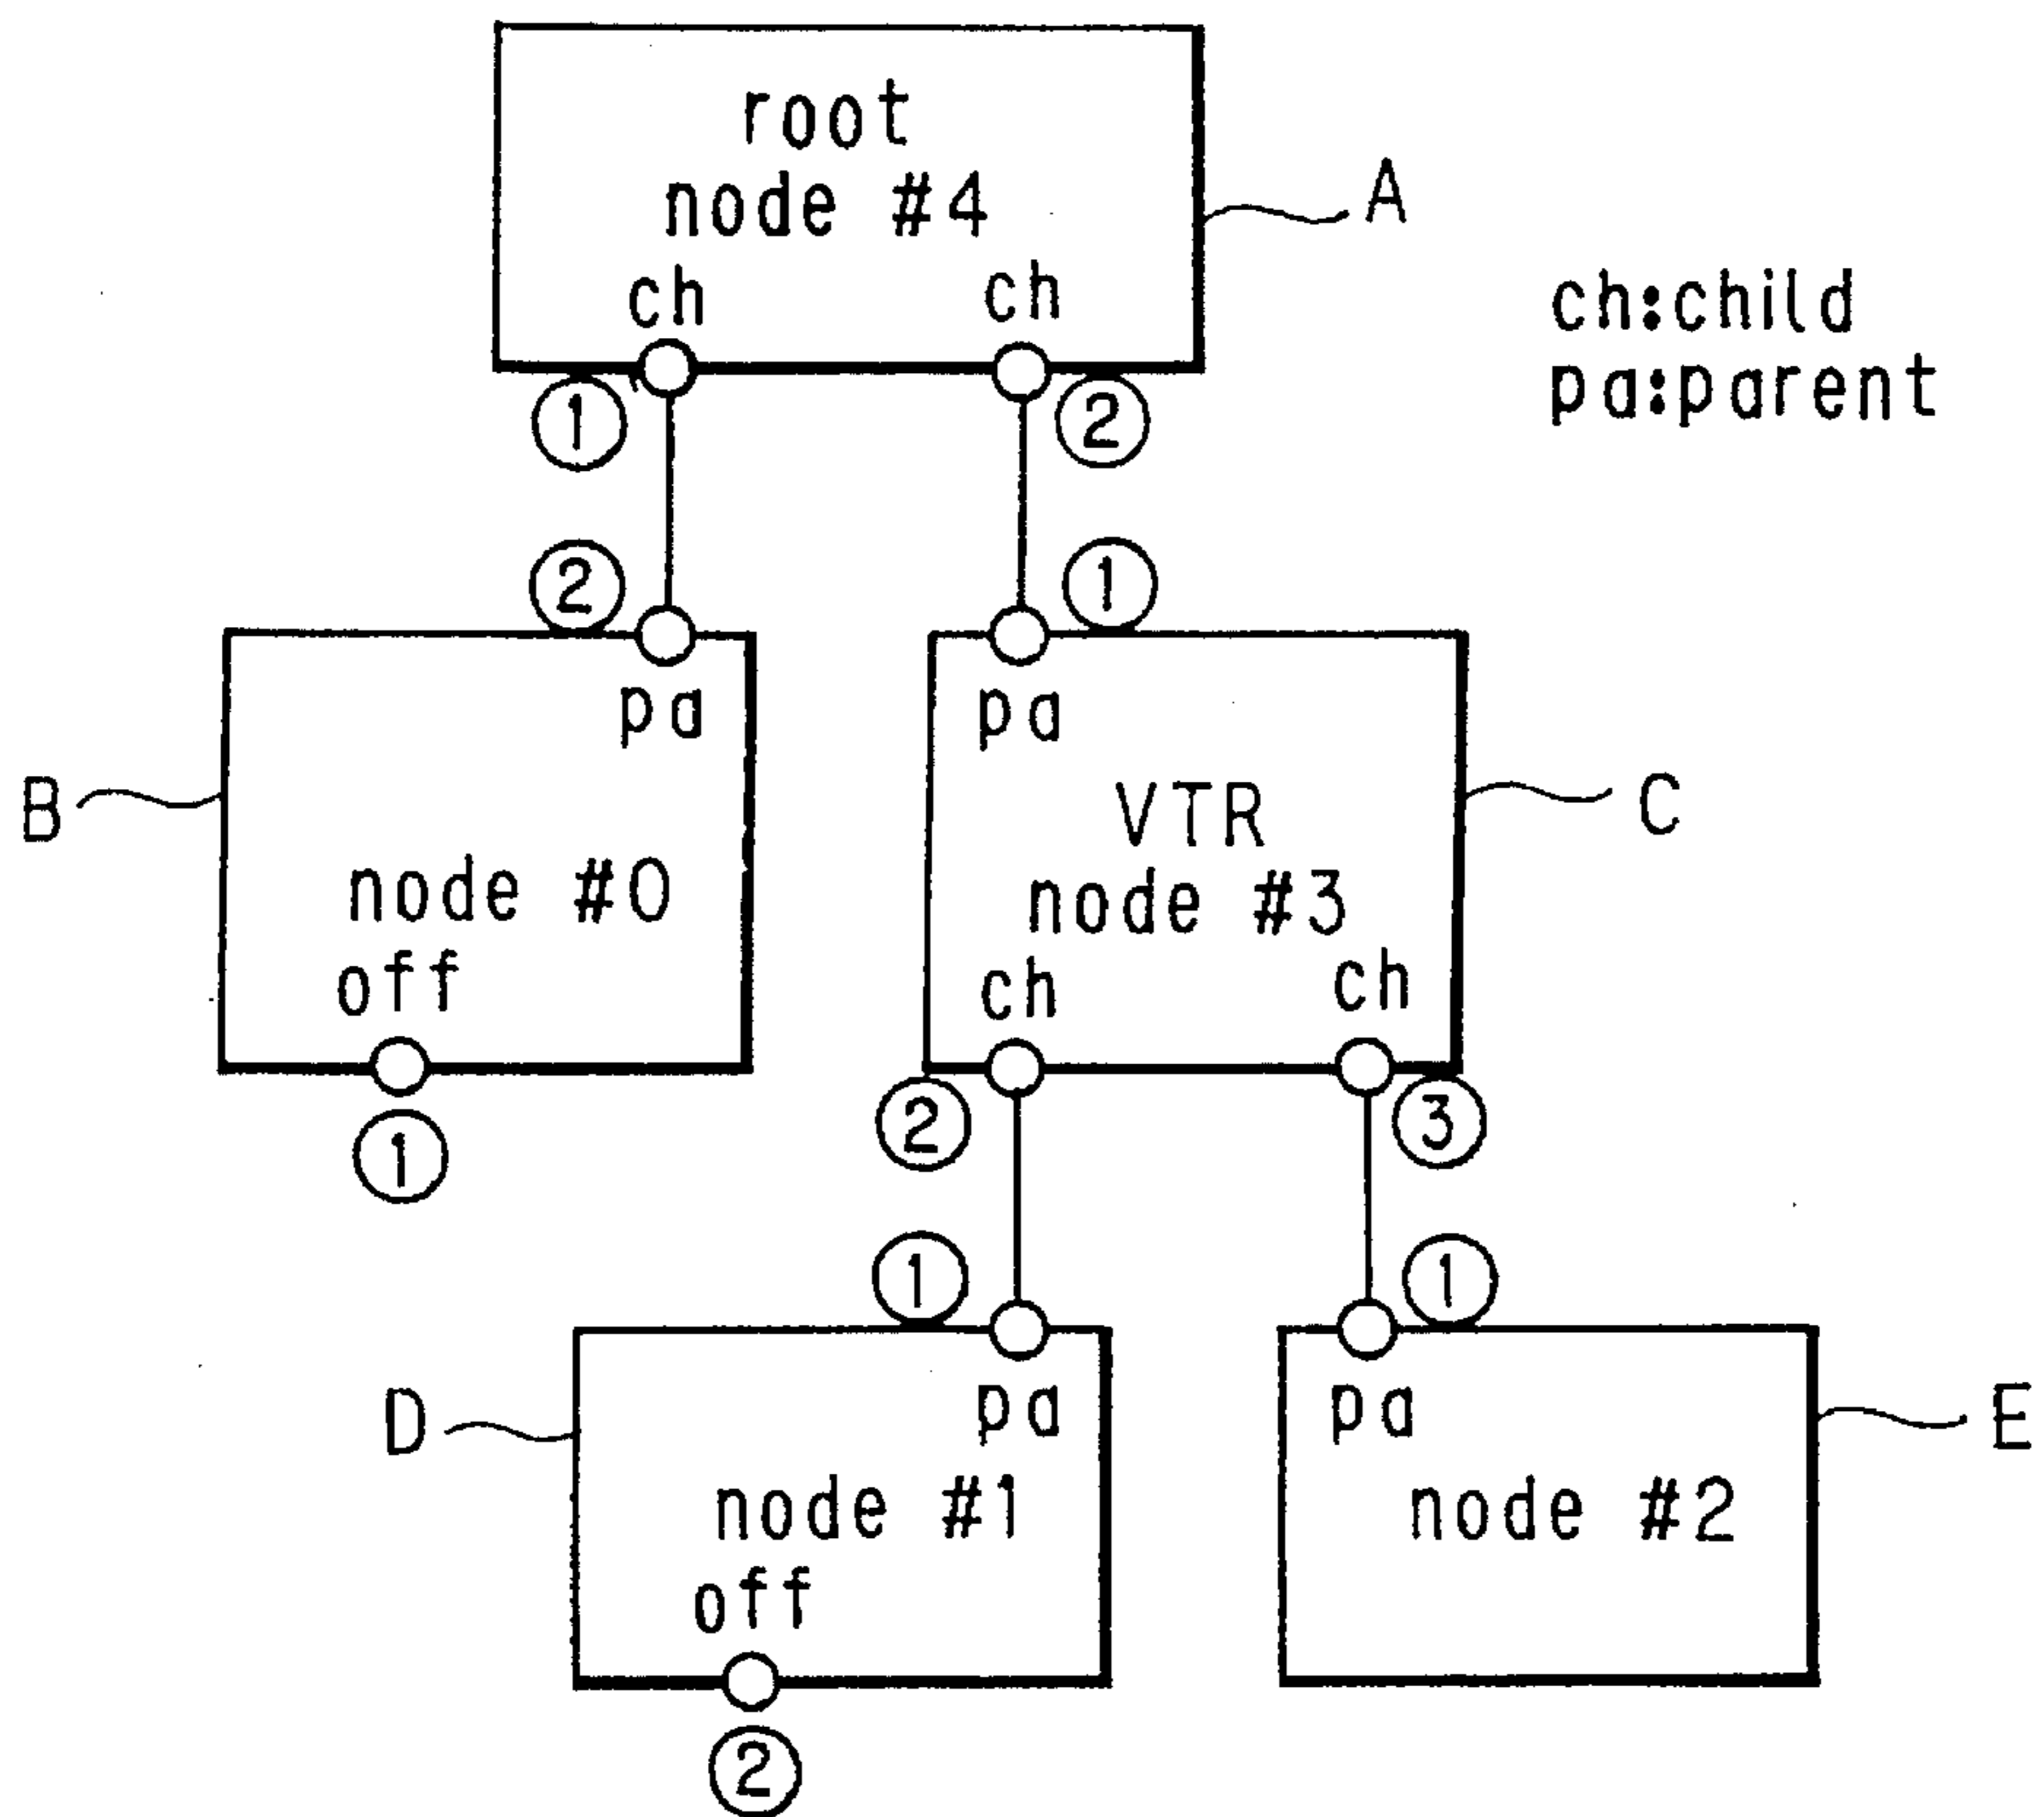 root
node #4
A
ch ch
ch:child
pa:parent
① ②
② ①
pa pa
B
VTR
C
node #0
node #3
off
ch ch
①
② ③
① ①
D
pa pa
E
node #1
node #2
off
②